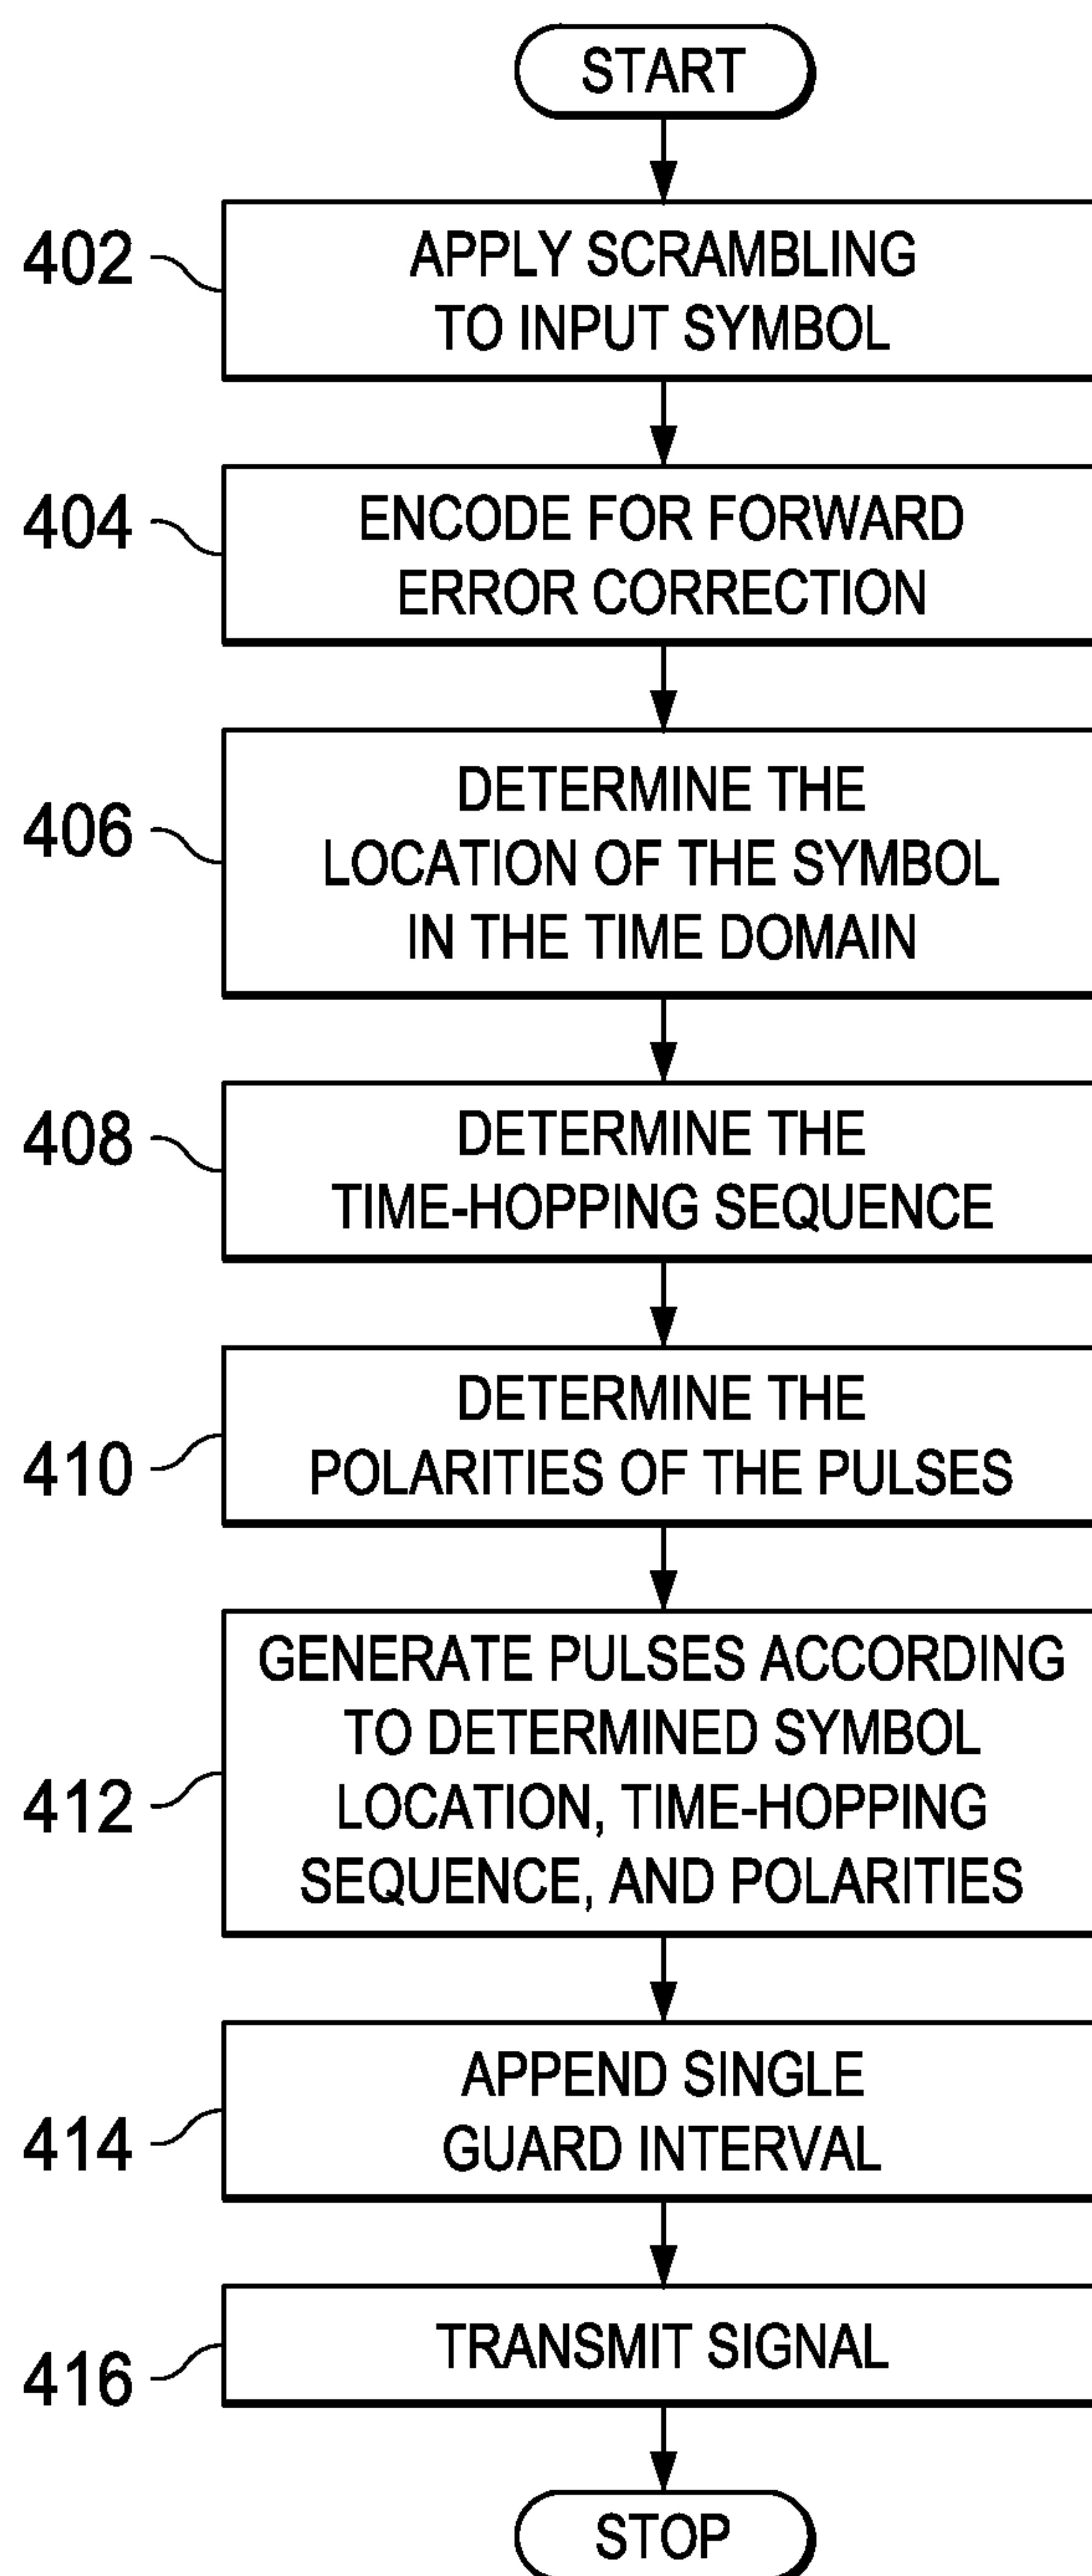 START
402
APPLY SCRAMBLING
TO INPUT SYMBOL
404
ENCODE FOR FORWARD
ERROR CORRECTION
406
DETERMINE THE
LOCATION OF THE SYMBOL
IN THE TIME DOMAIN
408
DETERMINE THE
TIME-HOPPING SEQUENCE
410
DETERMINE THE
POLARITIES OF THE PULSES
412
GENERATE PULSES ACCORDING
TO DETERMINED SYMBOL
LOCATION, TIME-HOPPING
SEQUENCE, AND POLARITIES
414
APPEND SINGLE
GUARD INTERVAL
416
TRANSMIT SIGNAL
STOP